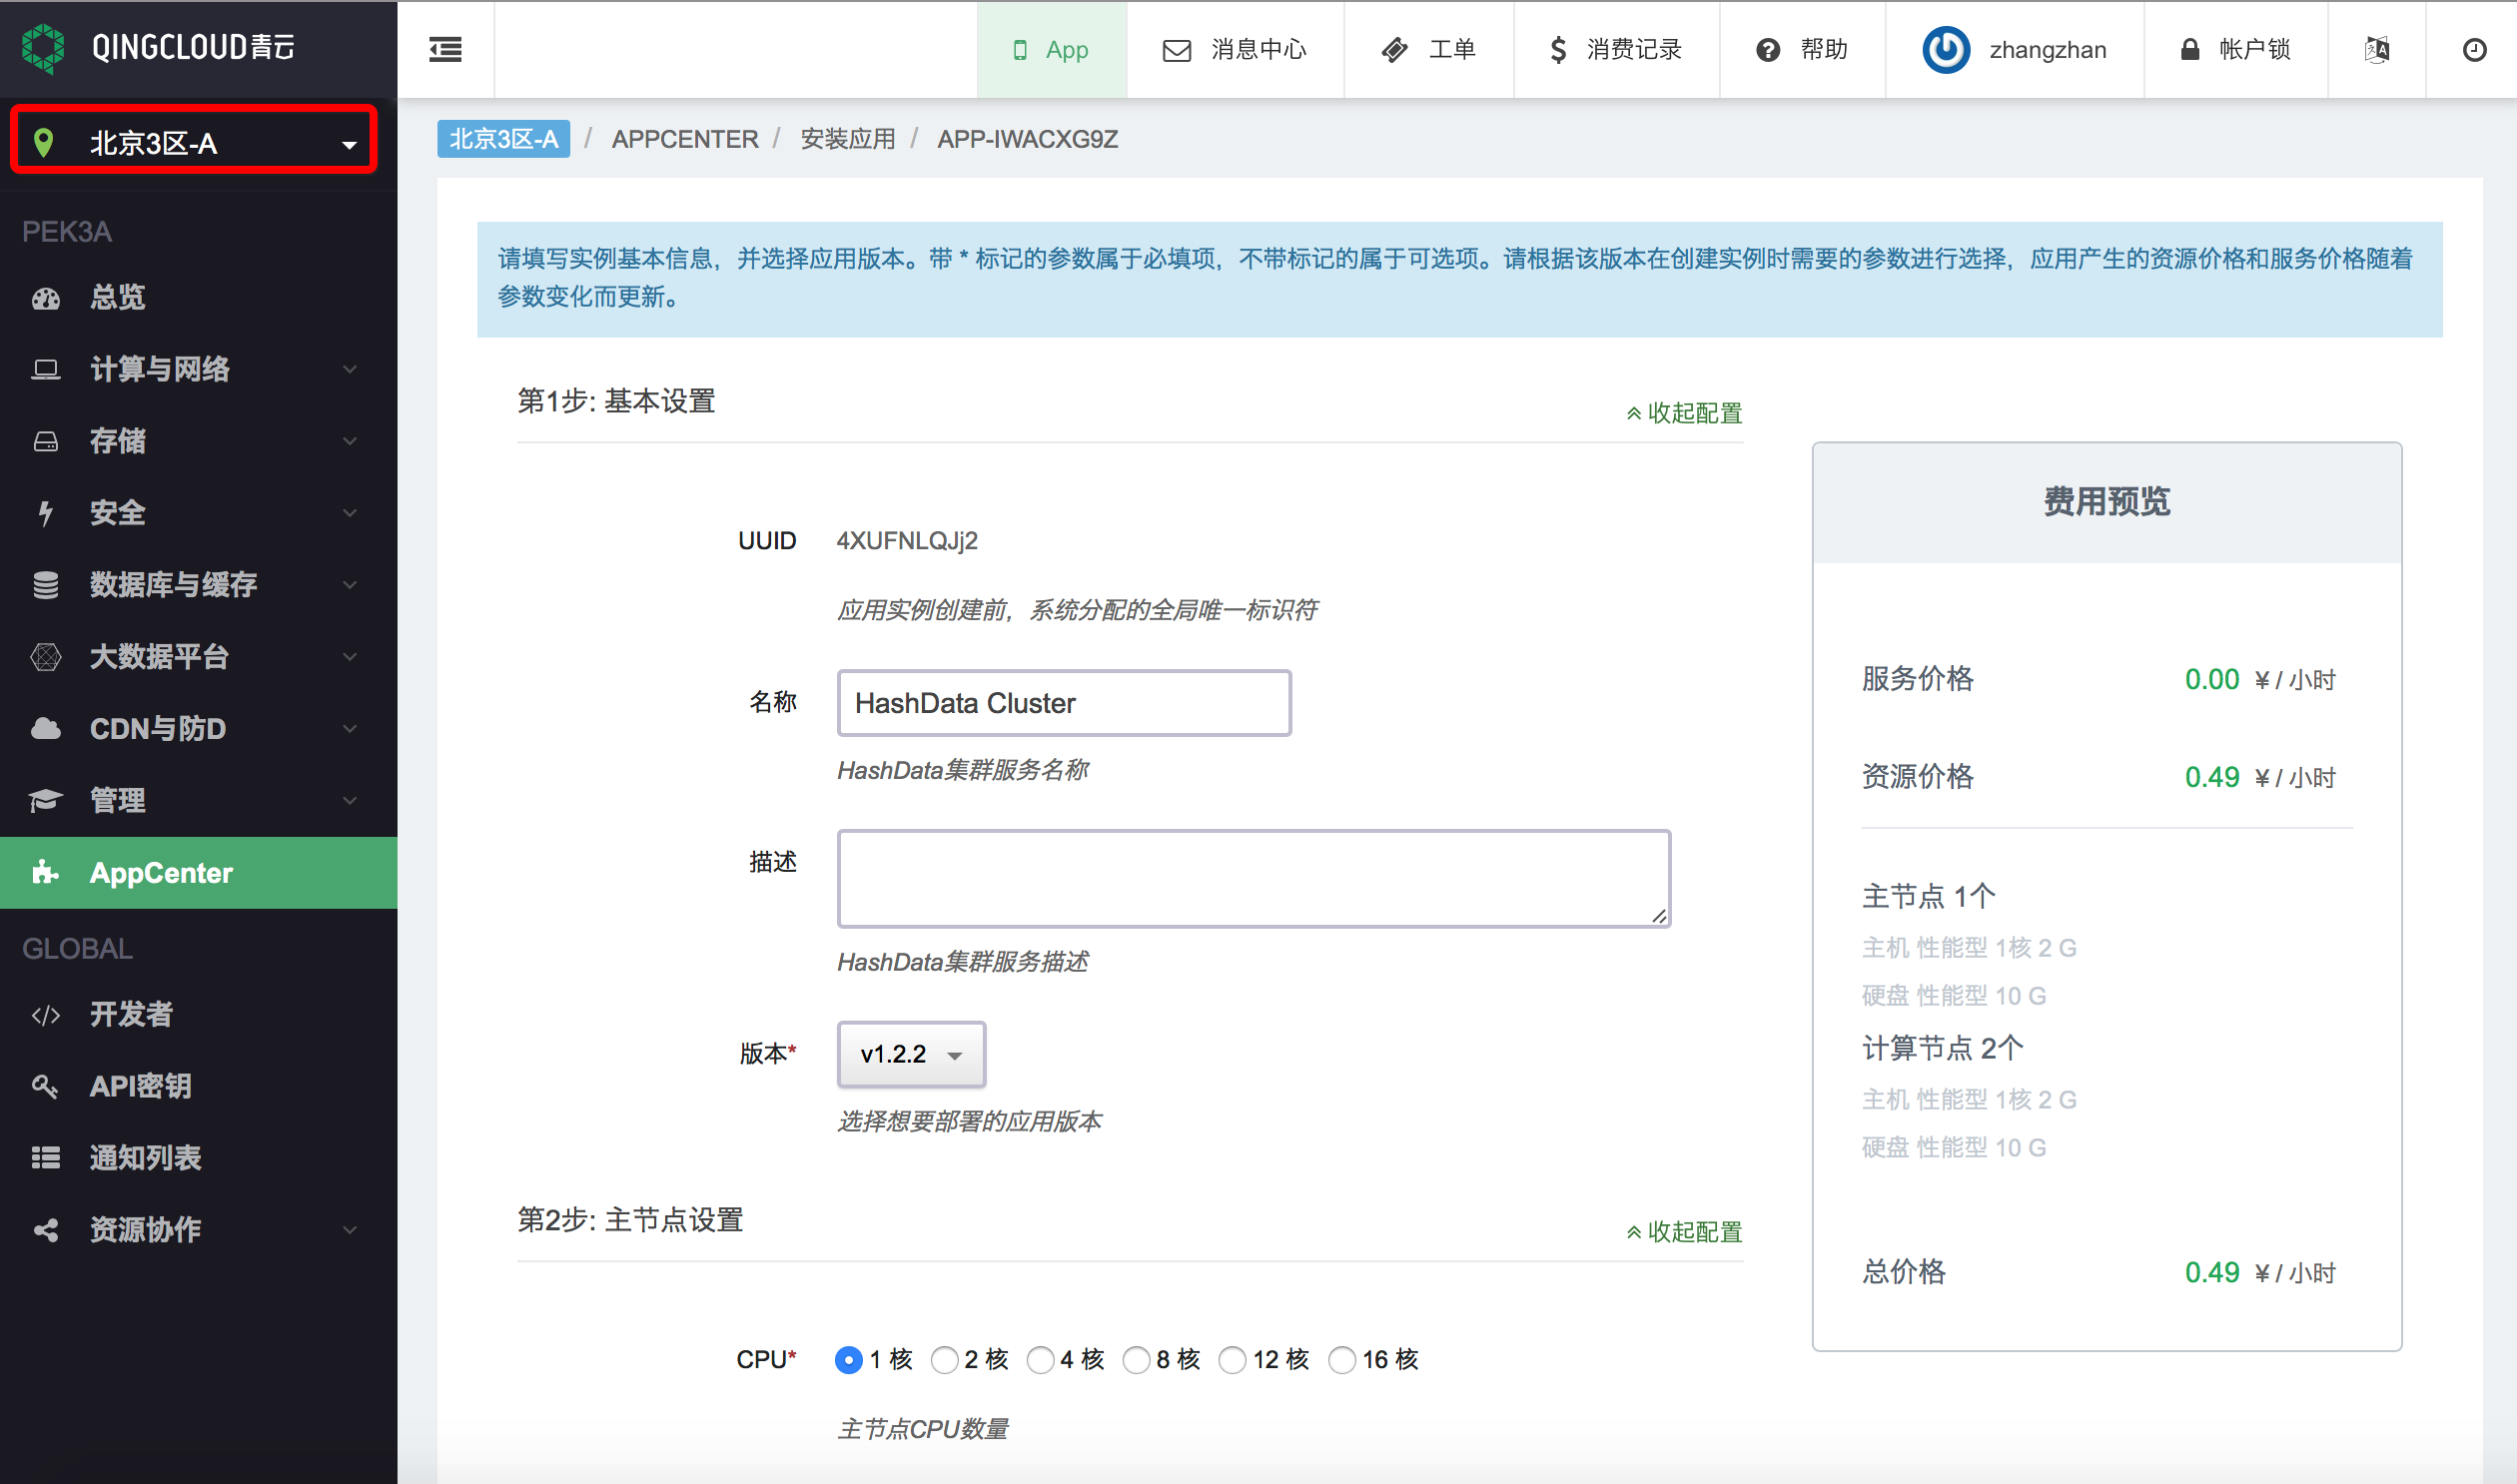 QINGCLOUD青云
App
消息中心
工单
消费记录
帮助
zhangzhan
帐户锁
北京3区-A
PEK3A
总览
计算与网络
存储
安全
数据库与缓存
大数据平台
CDN与防D
管理
AppCenter
GLOBAL
开发者
API密钥
通知列表
资源协作
北京3区-A / APPCENTER / 安装应用 / APP-IWACXG9Z
请填写实例基本信息，并选择应用版本。带 * 标记的参数属于必填项，不带标记的属于可选项。请根据该版本在创建实例时需要的参数进行选择，应用产生的资源价格和服务价格随着
参数变化而更新。
第1步: 基本设置
收起配置
UUID 4XUFNLQJj2
应用实例创建前，系统分配的全局唯一标识符
名称 HashData Cluster
HashData集群服务名称
描述
HashData集群服务描述
版本* v1.2.2
选择想要部署的应用版本
第2步: 主节点设置
收起配置
CPU* 1 核 2 核 4 核 8 核 12 核 16 核
主节点CPU数量
费用预览
服务价格 0.00 ¥ / 小时
资源价格 0.49 ¥ / 小时
主节点 1个
主机 性能型 1核 2 G
硬盘 性能型 10 G
计算节点 2个
主机 性能型 1核 2 G
硬盘 性能型 10 G
总价格 0.49 ¥ / 小时